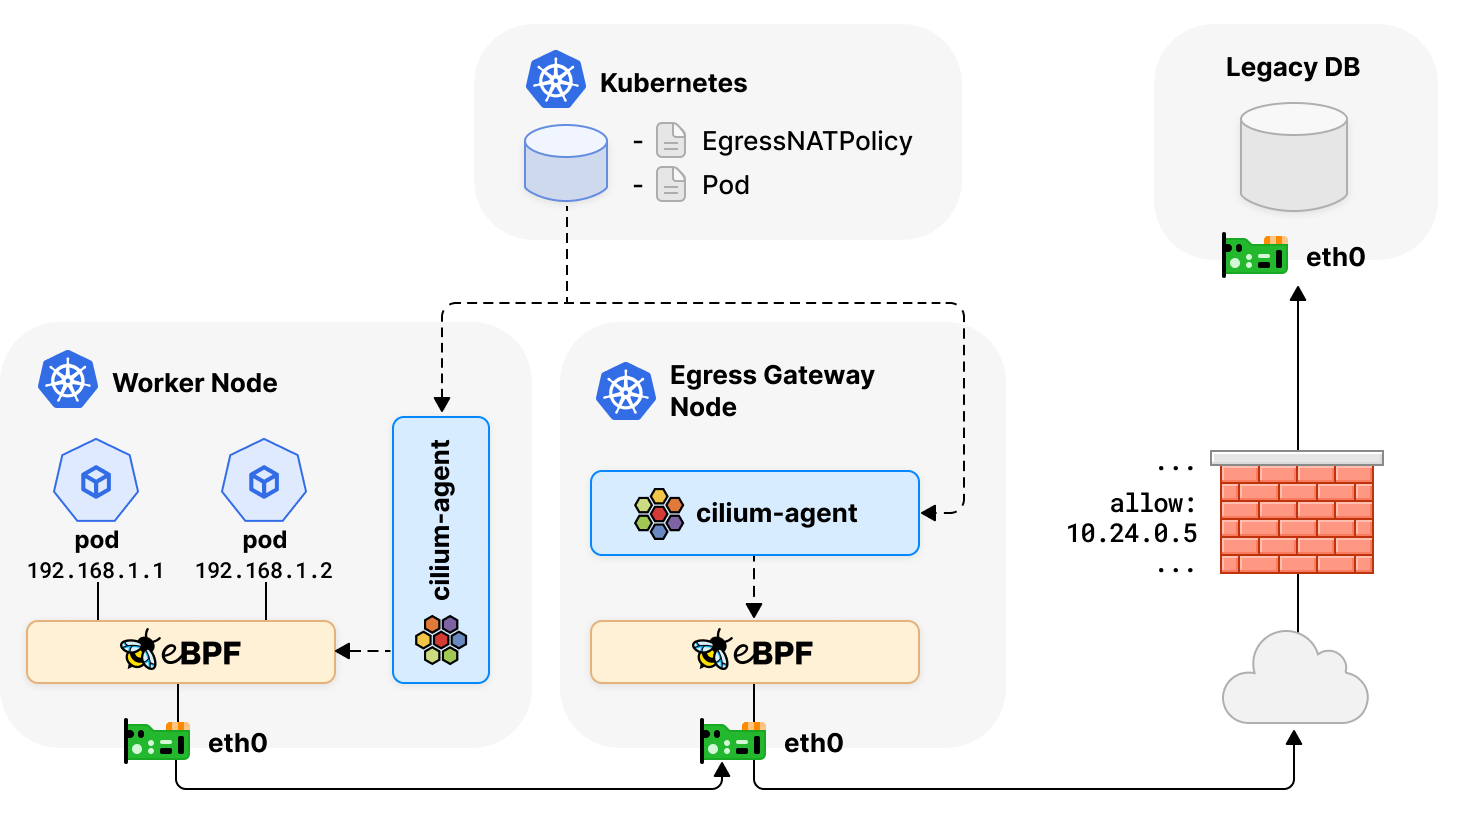 Kubernetes
- EgressNATPolicy
- Pod
Legacy DB
eth0
Worker Node
pod
192.168.1.1
pod
192.168.1.2
cilium-agent
eBPF
eth0
Egress Gateway
Node
cilium-agent
eBPF
eth0
...
allow:
10.24.0.5
...